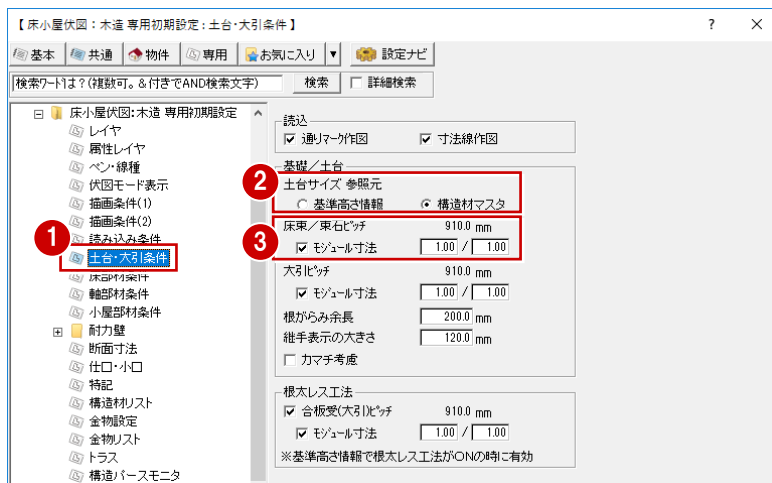 【床小屋伏図：木造 専用初期設定：土台・大引条件】
基本 共通 物件 専用 お気に入り ▼ 設定ナビ
検索ワードは？(複数可。＆付きでAND検索文字) 検索 詳細検索
床小屋伏図:木造 専用初期設定
レイヤ
属性レイヤ
ペン・線種
伏図モード表示
描画条件(1)
描画条件(2)
読み込み条件
1
土台・大引条件
床部材条件
軸部材条件
小屋部材条件
耐力壁
断面寸法
仕口・小口
特記
構造材リスト
金物設定
金物リスト
トラス
構造パースモニタ
読込
通りマーク作図 寸法線作図
基礎／土台
2
土台サイズ 参照元
基準高さ情報 構造材マスタ
3
床束／束石ピッチ 910.0 mm
モジュール寸法 1.00 / 1.00
大引ピッチ 910.0 mm
モジュール寸法 1.00 / 1.00
根がらみ余長 200.0 mm
継手表示の大きさ 120.0 mm
カマチ考慮
根太レス工法
合板受(大引)ピッチ 910.0 mm
モジュール寸法 1.00 / 1.00
※基準高さ情報で根太レス工法がONの時に有効